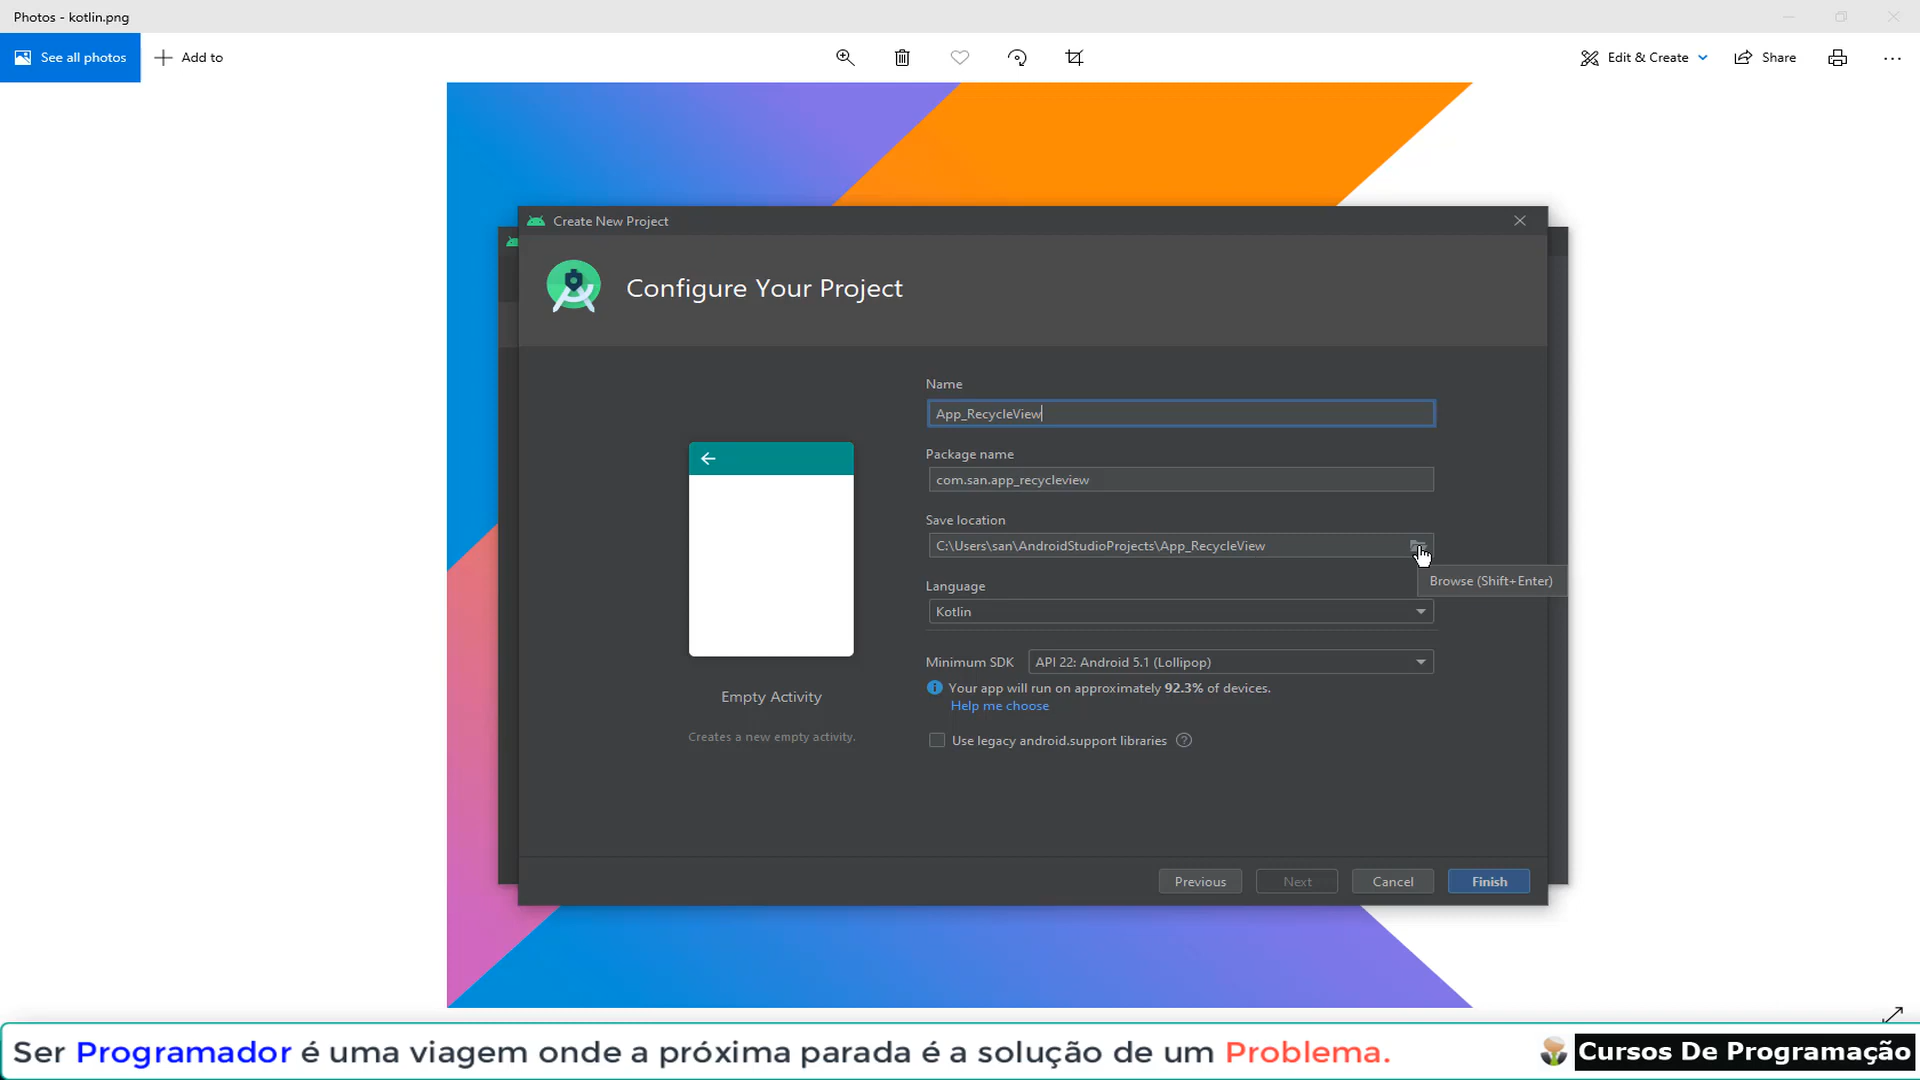 Photos - kotlin.png
See all photos
Add to
Edit & Create
Share
Create New Project
Configure Your Project
Name
App_RecycleView
Package name
com.san.app_recycleview
Save location
C:\Users\san\AndroidStudioProjects\App_RecycleView
Browse (Shift+Enter)
Language
Kotlin
Minimum SDK
API 22: Android 5.1 (Lollipop)
Your app will run on approximately 92.3% of devices.
Help me choose
Use legacy android.support libraries
Empty Activity
Creates a new empty activity.
Previous
Next
Cancel
Finish
Ser Programador é uma viagem onde a próxima parada é a solução de um Problema.
Cursos De Programação